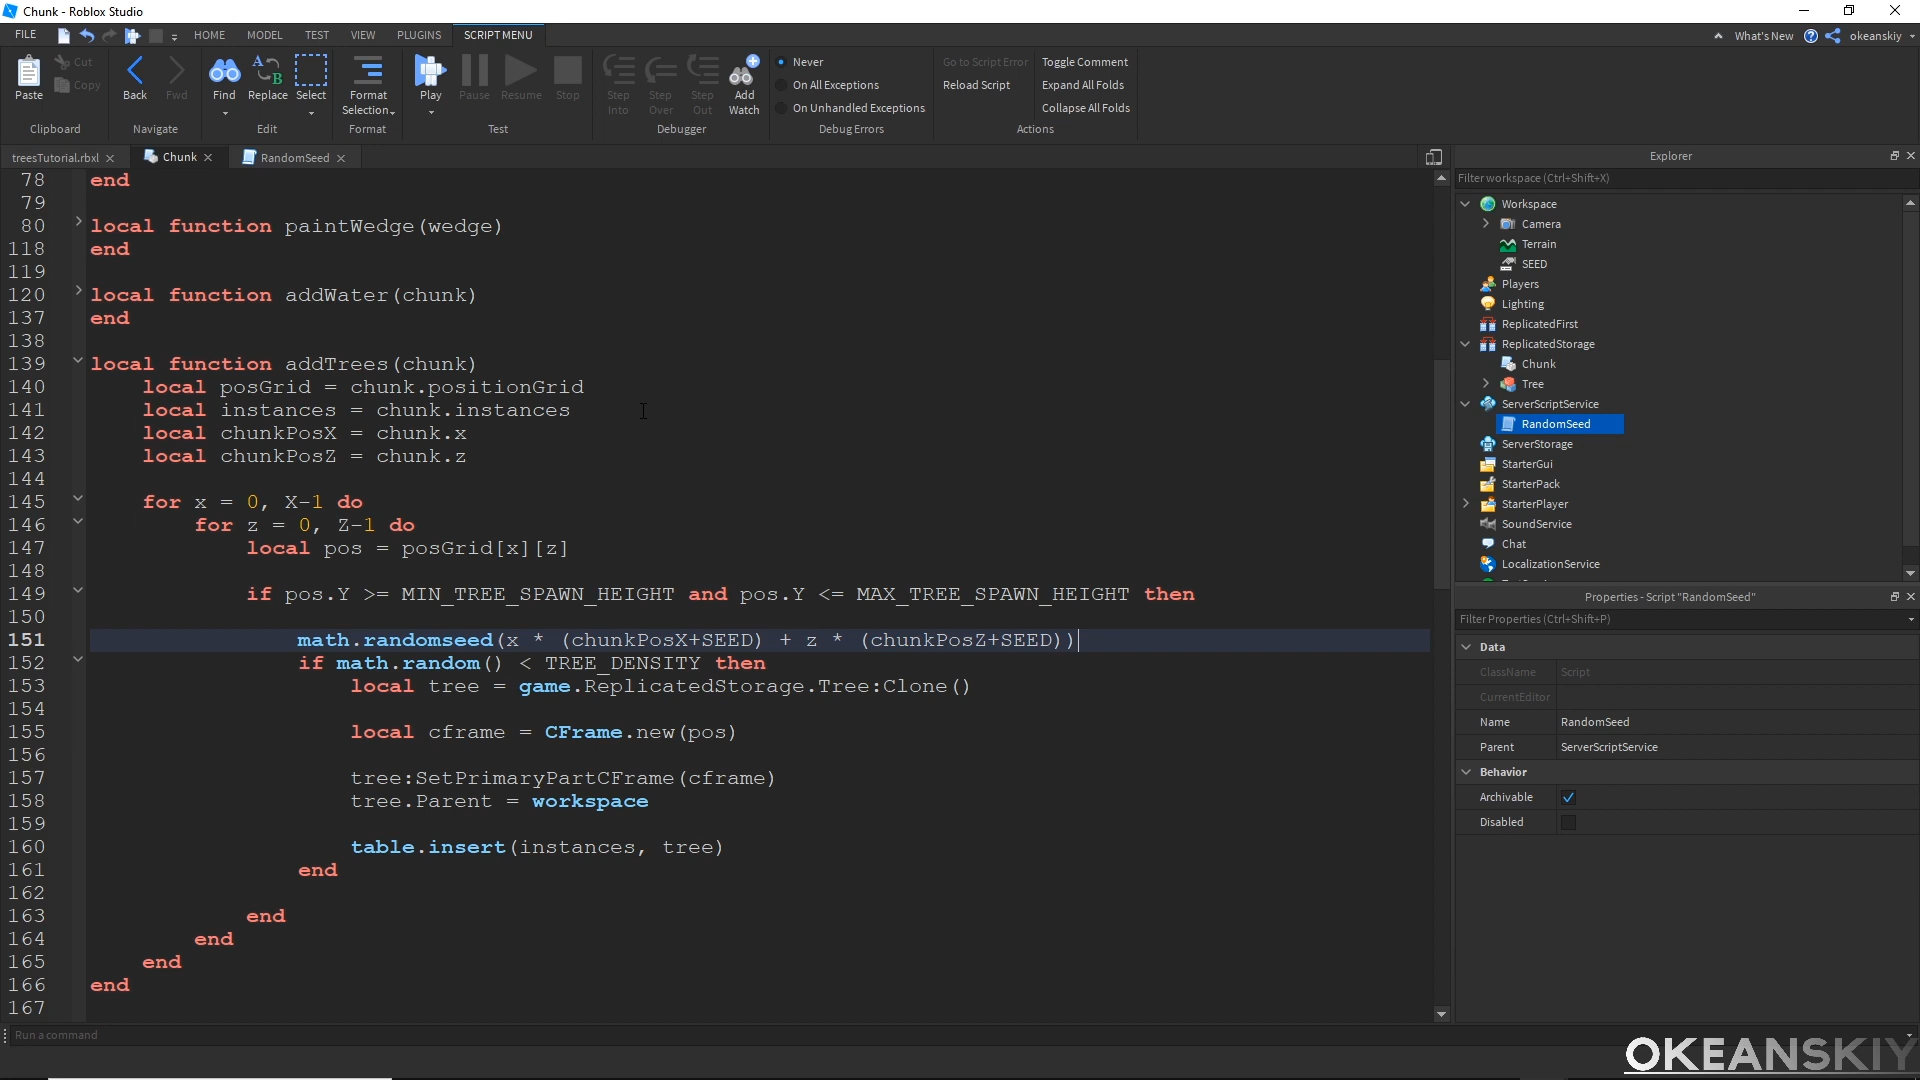 Chunk - Roblox Studio
FILE HOME MODEL TEST VIEW PLUGINS SCRIPT MENU What's New okeanskiy
Paste Cut Copy Clipboard
Back Fwd Navigate
Find Replace Select Edit
Format Selection Format
Play Pause Resume Stop Test
Step Into Step Over Step Out Add Watch Debugger
Never
On All Exceptions
On Unhandled Exceptions
Debug Errors
Go to Script Error Toggle Comment
Reload Script Expand All Folds
Collapse All Folds
Actions
treesTutorial.rbxl Chunk RandomSeed
78 end
79
80 local function paintWedge(wedge)
118 end
119
120 local function addWater(chunk)
137 end
138
139 local function addTrees(chunk)
140 local posGrid = chunk.positionGrid
141 local instances = chunk.instances
142 local chunkPosX = chunk.x
143 local chunkPosZ = chunk.z
144
145 for x = 0, X-1 do
146 for z = 0, Z-1 do
147 local pos = posGrid[x][z]
148
149 if pos.Y >= MIN_TREE_SPAWN_HEIGHT and pos.Y <= MAX_TREE_SPAWN_HEIGHT then
150
151 math.randomseed(x * (chunkPosX+SEED) + z * (chunkPosZ+SEED))
152 if math.random() < TREE_DENSITY then
153 local tree = game.ReplicatedStorage.Tree:Clone()
154
155 local cframe = CFrame.new(pos)
156
157 tree:SetPrimaryPartCFrame(cframe)
158 tree.Parent = workspace
159
160 table.insert(instances, tree)
161 end
162
163 end
164 end
165 end
166 end
167
Run a command
Explorer
Filter workspace (Ctrl+Shift+X)
Workspace
Camera
Terrain
SEED
Players
Lighting
ReplicatedFirst
ReplicatedStorage
Chunk
Tree
ServerScriptService
RandomSeed
ServerStorage
StarterGui
StarterPack
StarterPlayer
SoundService
Chat
LocalizationService
Properties - Script "RandomSeed"
Filter Properties (Ctrl+Shift+P)
Data
ClassName Script
CurrentEditor
Name RandomSeed
Parent ServerScriptService
Behavior
Archivable
Disabled
OKEANSKIY